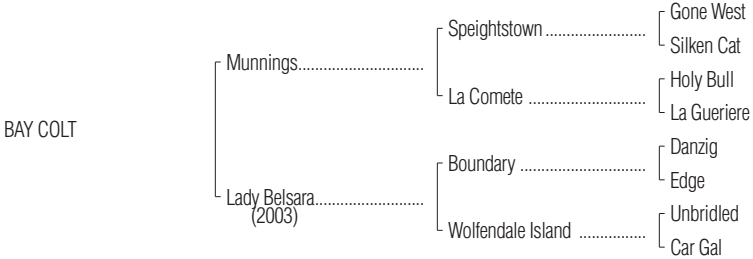 Gone West
Speightstown ........................
Silken Cat
Munnings..............................
Holy Bull
La Comete ............................
La Gueriere
BAY COLT
Danzig
Boundary ..............................
Edge
Lady Belsara..........................
(2003)
Unbridled
Wolfendale Island ................
Car Gal